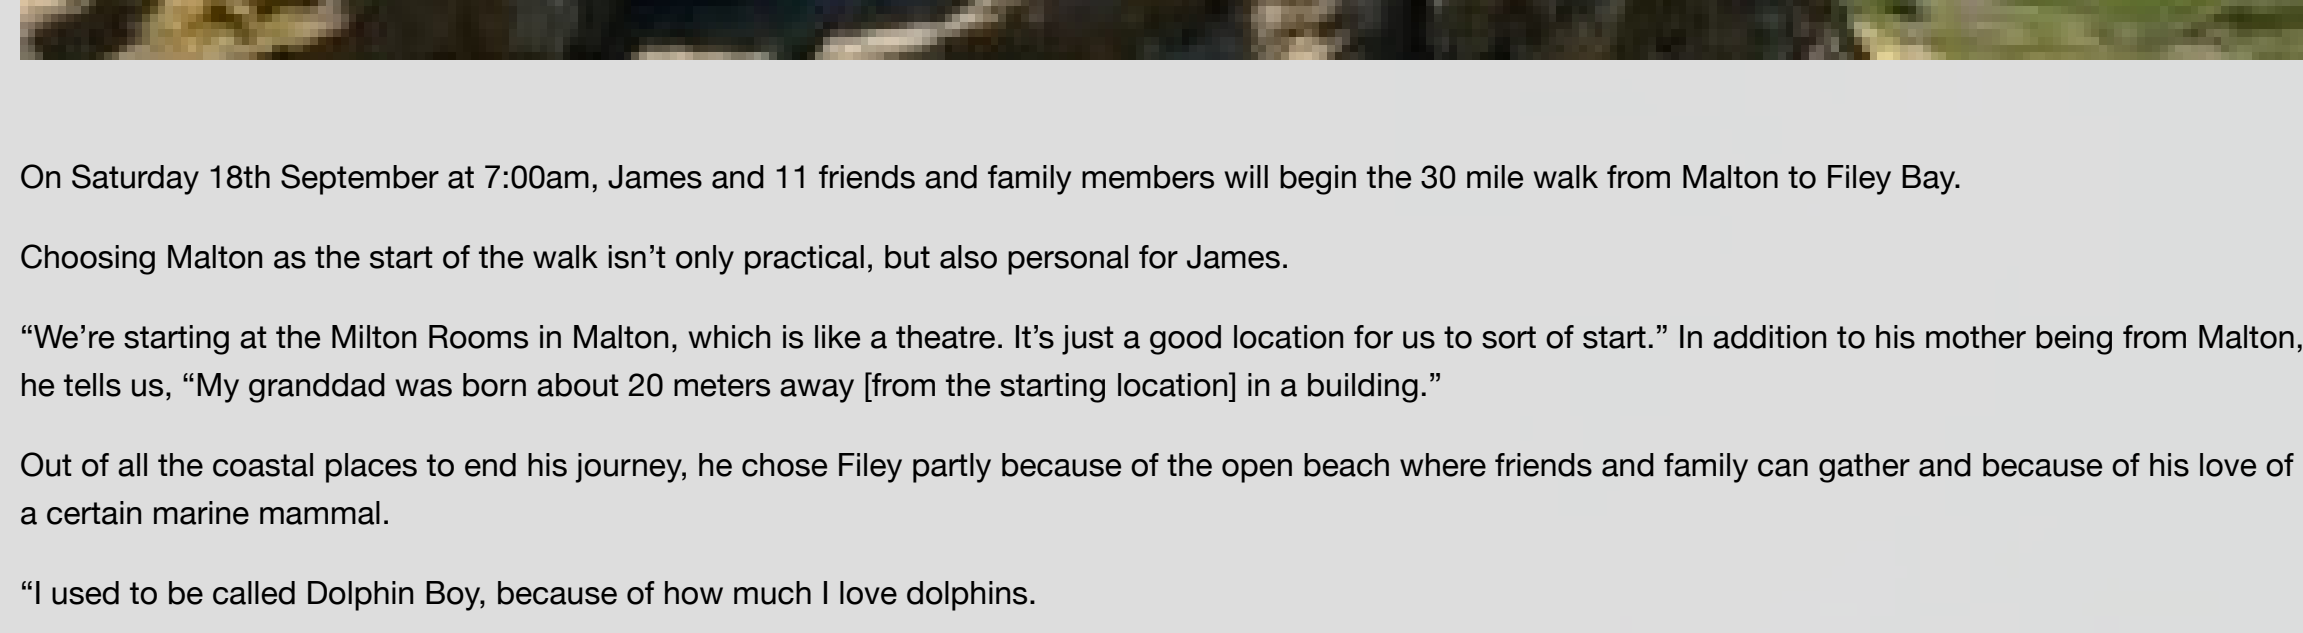 On Saturday 18th September at 7:00am, James and 11 friends and family members will begin the 30 mile walk from Malton to Filey Bay.
Choosing Malton as the start of the walk isn’t only practical, but also personal for James.
“We’re starting at the Milton Rooms in Malton, which is like a theatre. It’s just a good location for us to sort of start.” In addition to his mother being from Malton,
he tells us, “My granddad was born about 20 meters away [from the starting location] in a building.”
Out of all the coastal places to end his journey, he chose Filey partly because of the open beach where friends and family can gather and because of his love of
a certain marine mammal.
“I used to be called Dolphin Boy, because of how much I love dolphins.